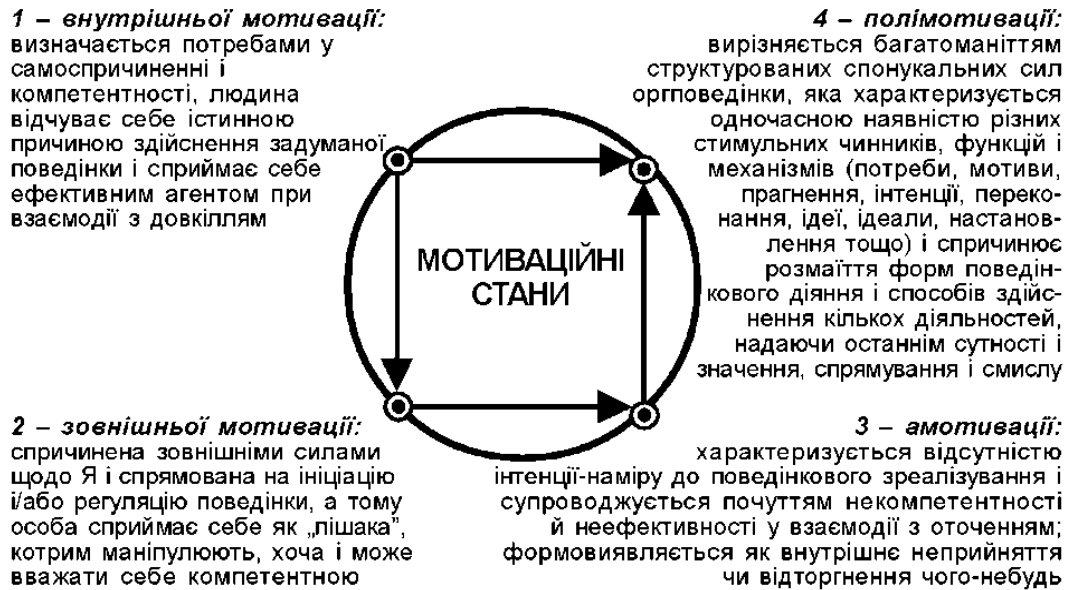 1 – внутрішньої мотивації:
визначається потребами у
самоспричиненні і
компетентності, людина
відчуває себе істинною
причиною здійснення задуманої
поведінки і сприймає себе
ефективним агентом при
взаємодії з довкіллям
4 – полімотивації:
вирізняється багатоманіттям
структурованих спонукальних сил
оргповедінки, яка характеризується
одночасною наявністю різних
стимульних чинників, функцій і
механізмів (потреби, мотиви,
прагнення, інтенції, переко-
нання, ідеї, ідеали, настанов-
лення тощо) і спричинює
розмаїття форм поведін-
кового діяння і способів здійс-
нення кількох діяльностей,
надаючи останнім сутності і
значення, спрямування і смислу
МОТИВАЦІЙНІ
СТАНИ
2 – зовнішньої мотивації:
спричинена зовнішніми силами
щодо Я і спрямована на ініціацію
і/або регуляцію поведінки, а тому
особа сприймає себе як „пішака”,
котрим маніпулюють, хоча і може
вважати себе компетентною
3 – амотивації:
характеризується відсутністю
інтенції-наміру до поведінкового зреалізування і
супроводжується почуттям некомпетентності
й неефективності у взаємодії з оточенням;
формовиявляється як внутрішнє неприйняття
чи відторгнення чого-небудь